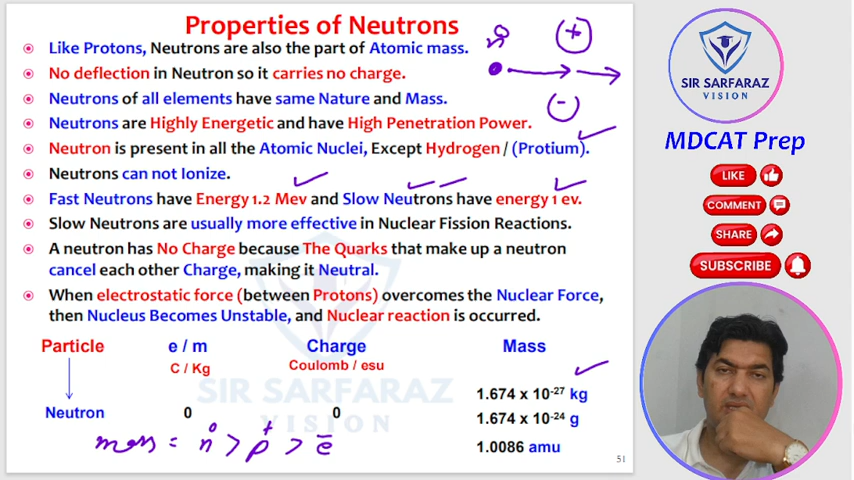 Properties of Neutrons
Like Protons, Neutrons are also the part of Atomic mass.
No deflection in Neutron so it carries no charge.
Neutrons of all elements have same Nature and Mass.
Neutrons are Highly Energetic and have High Penetration Power.
Neutron is present in all the Atomic Nuclei, Except Hydrogen / (Protium).
Neutrons can not Ionize.
Fast Neutrons have Energy 1.2 Mev and Slow Neutrons have energy 1 ev.
Slow Neutrons are usually more effective in Nuclear Fission Reactions.
A neutron has No Charge because The Quarks that make up a neutron
cancel each other Charge, making it Neutral.
When electrostatic force (between Protons) overcomes the Nuclear Force,
then Nucleus Becomes Unstable, and Nuclear reaction is occurred.
Particle e / m Charge Mass
C / Kg Coulomb / esu
1.674 x 10⁻²⁷ kg
Neutron 0 0
1.674 x 10⁻²⁴ g
1.0086 amu
mass = n⁰ > p⁺ > e̅
51
+
-
SIR SARFARAZ
VISION
MDCAT Prep
LIKE
COMMENT
SHARE
SUBSCRIBE
SIR SARFARAZ
VISION